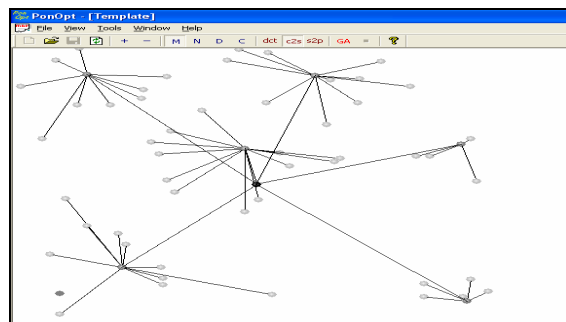 PonOpt - [Template]
File View Tools Window Help
+ - M N D C dct c2s s2p GA = ?